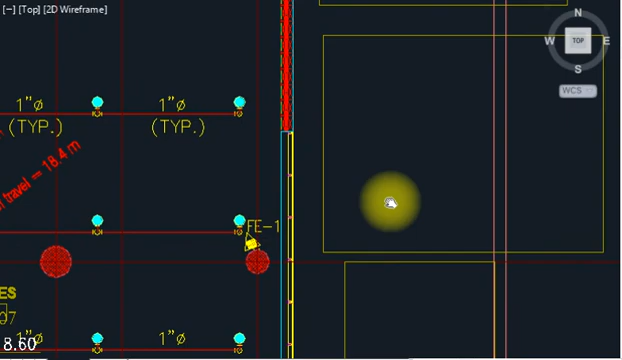 [−] [Top] [2D Wireframe]
N
W TOP E
S
WCS
1"ø 1"ø
(TYP.) (TYP.)
travel = 18.4 m
FE-1
ES
1"ø 1"ø
8.60